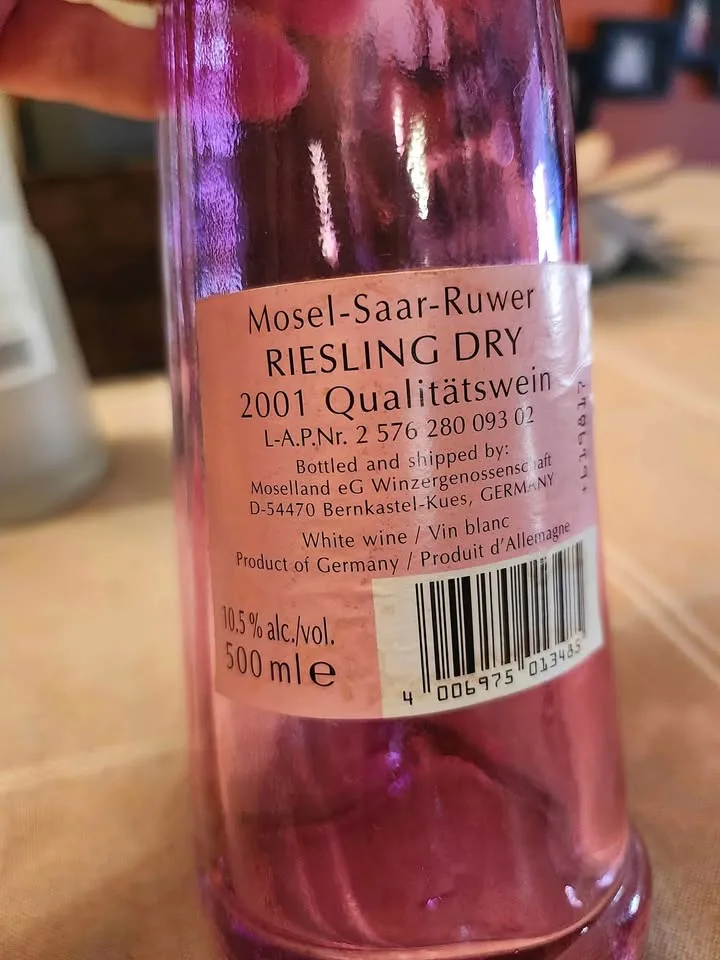 Mosel-Saar-Ruwer
RIESLING DRY
2001 Qualitätswein
L-A.P.Nr. 2 576 280 093 02
Bottled and shipped by:
Moselland eG Winzergenossenschaft
D-54470 Bernkastel-Kues, GERMANY
White wine / Vin blanc
Product of Germany / Produit d'Allemagne
10.5% alc./vol.
500 ml e
4 006975 013485